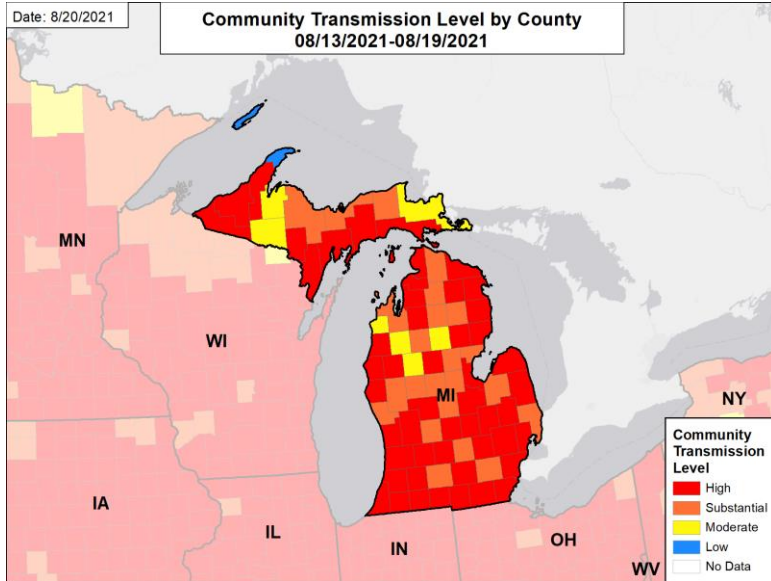 Date: 8/20/2021
Community Transmission Level by County
08/13/2021-08/19/2021
MN
WI
MI
NY
IA
IL
IN
OH
WV
Community
Transmission
Level
High
Substantial
Moderate
Low
No Data